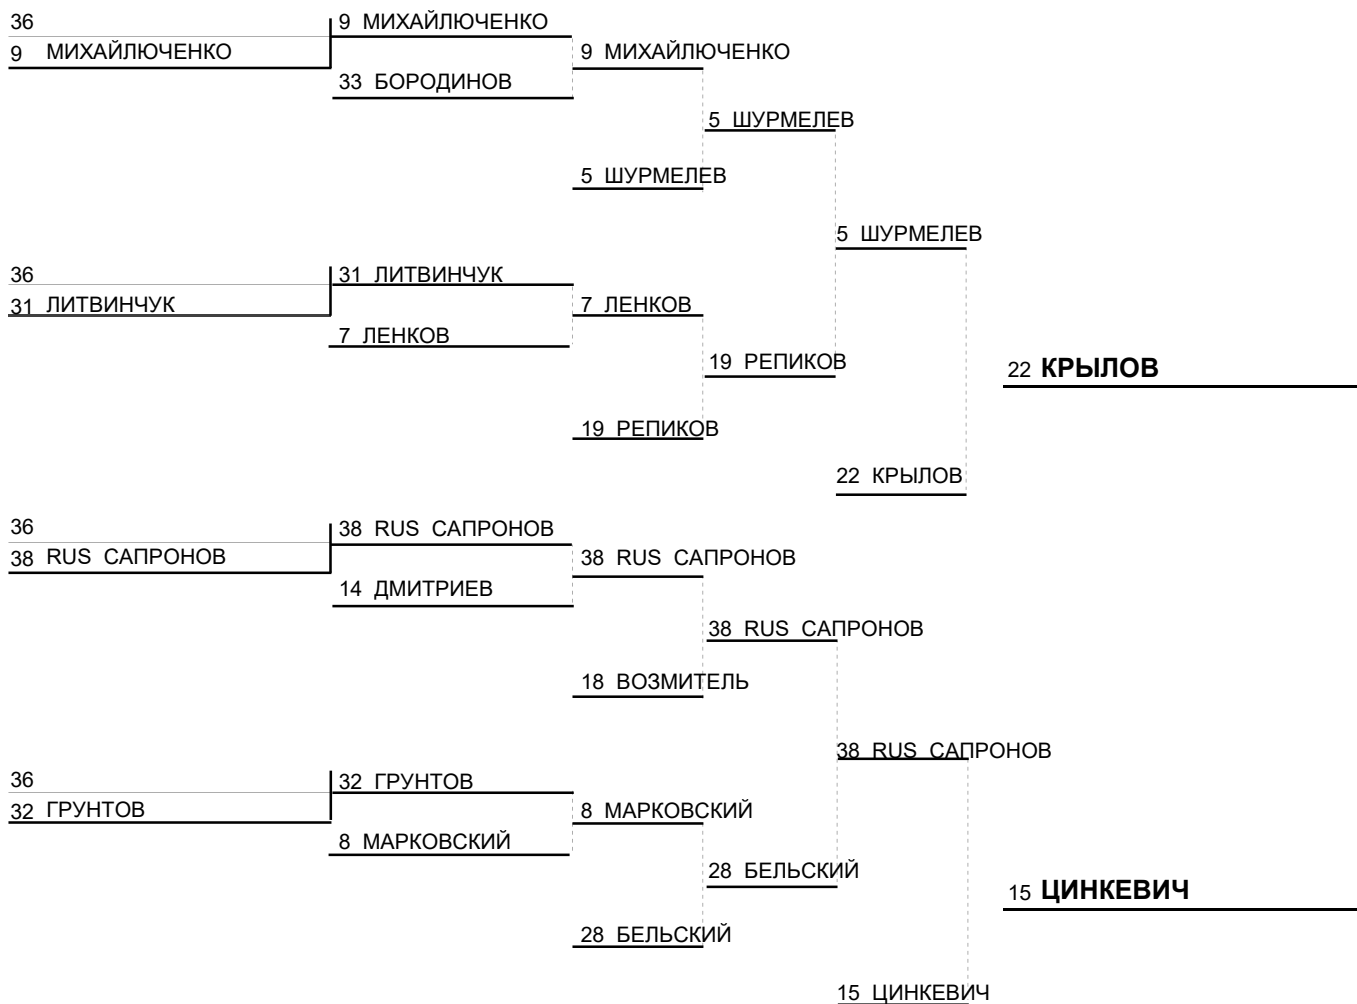 36
9 МИХАЙЛЮЧЕНКО
9 МИХАЙЛЮЧЕНКО
33 БОРОДИНОВ
9 МИХАЙЛЮЧЕНКО
5 ШУРМЕЛЕВ
5 ШУРМЕЛЕВ
5 ШУРМЕЛЕВ
36
31 ЛИТВИНЧУК
31 ЛИТВИНЧУК
7 ЛЕНКОВ
7 ЛЕНКОВ
19 РЕПИКОВ
19 РЕПИКОВ
22 КРЫЛОВ
22 КРЫЛОВ
36
38 RUS САПРОНОВ
38 RUS САПРОНОВ
14 ДМИТРИЕВ
38 RUS САПРОНОВ
18 ВОЗМИТЕЛЬ
38 RUS САПРОНОВ
38 RUS САПРОНОВ
36
32 ГРУНТОВ
32 ГРУНТОВ
8 МАРКОВСКИЙ
8 МАРКОВСКИЙ
28 БЕЛЬСКИЙ
28 БЕЛЬСКИЙ
15 ЦИНКЕВИЧ
15 ЦИНКЕВИЧ